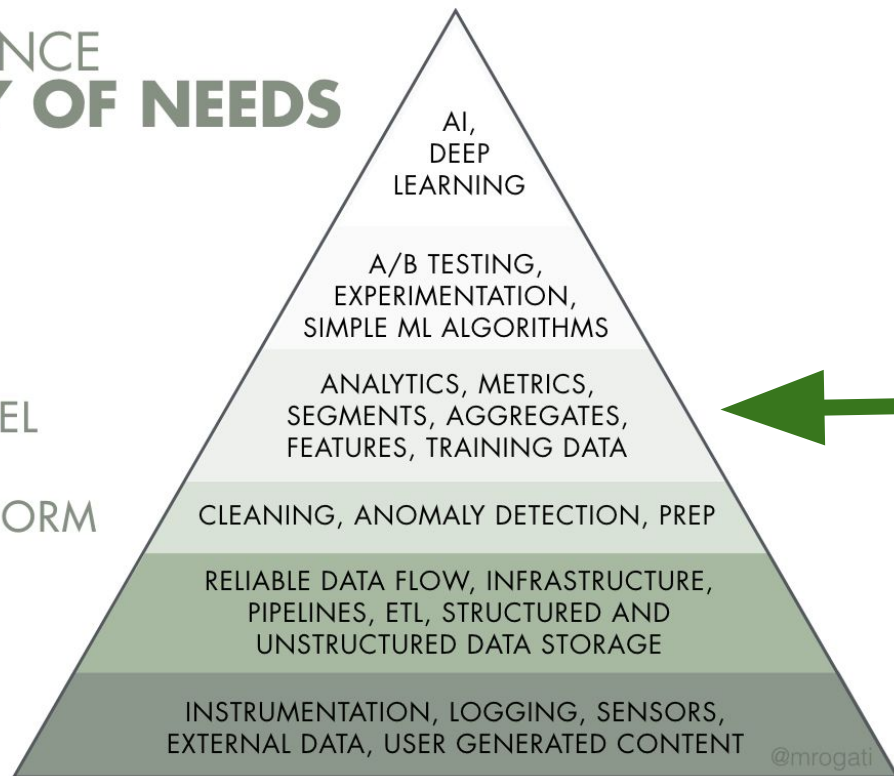 NCE
Y OF NEEDS
AI,
DEEP
LEARNING
A/B TESTING,
EXPERIMENTATION,
SIMPLE ML ALGORITHMS
ANALYTICS, METRICS,
SEGMENTS, AGGREGATES,
FEATURES, TRAINING DATA
EL
ORM
CLEANING, ANOMALY DETECTION, PREP
RELIABLE DATA FLOW, INFRASTRUCTURE,
PIPELINES, ETL, STRUCTURED AND
UNSTRUCTURED DATA STORAGE
INSTRUMENTATION, LOGGING, SENSORS,
EXTERNAL DATA, USER GENERATED CONTENT
@mrogati